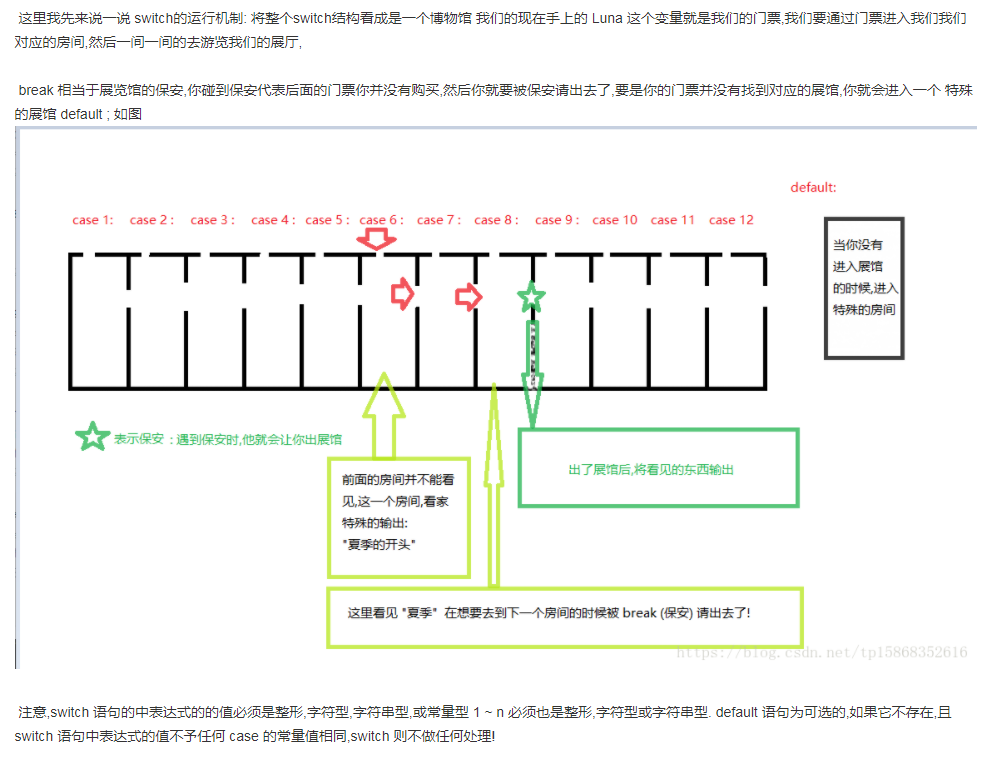 这里我先来说一说 switch的运行机制: 将整个switch结构看成是一个博物馆 我们的现在手上的 Luna 这个变量就是我们的门票,我们要通过门票进入我们我们
对应的房间,然后一间一间的去游览我们的展厅,
break 相当于展览馆的保安,你碰到保安代表后面的门票你并没有购买,然后你就要被保安请出去了,要是你的门票并没有找到对应的展馆,你就会进入一个 特殊
的展馆 default ; 如图
default:
case 1: case 2 : case 3 : case 4 : case 5 : case 6 : case 7 : case 8 : case 9 : case 10 case 11 case 12
当你没有
进入展馆
的时候,进入
特殊的房间
表示保安 : 遇到保安时,他就会让你出展馆
前面的房间并不能看
见,这一个房间,看家
特殊的输出:
"夏季的开头"
出了展馆后,将看见的东西输出
这里看见 "夏季" 在想要去到下一个房间的时候被 break (保安) 请出去了!
https://blog.csdn.net/tp15868352616
注意,switch 语句的中表达式的的值必须是整形,字符型,字符串型,或常量型 1 ~ n 必须也是整形,字符型或字符串型. default 语句为可选的,如果它不存在,且
switch 语句中表达式的值不予任何 case 的常量值相同,switch 则不做任何处理!